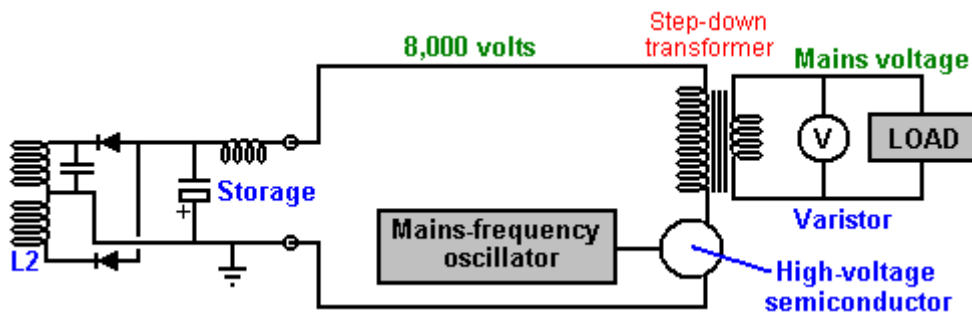 Step-down
transformer
8,000 volts
Mains voltage
V
LOAD
Storage
+
L2
Mains-frequency
oscillator
Varistor
High-voltage
semiconductor